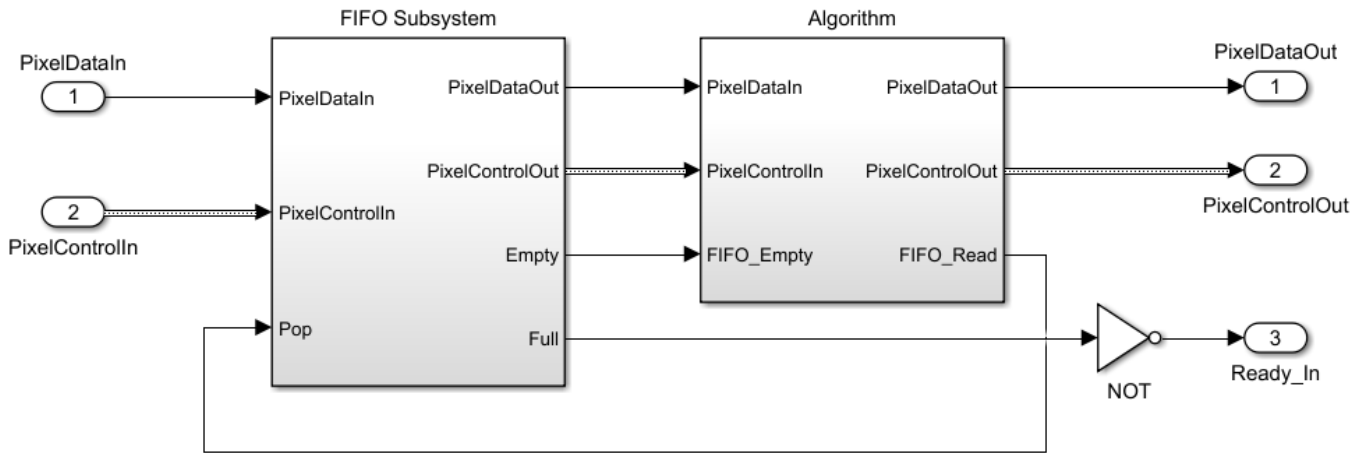 FIFO Subsystem
Algorithm
PixelDataIn
1
PixelDataIn
PixelDataOut
PixelDataIn
PixelDataOut
PixelDataOut
1
PixelControlOut
PixelControlIn
PixelControlOut
2
PixelControlOut
2
PixelControlIn
PixelControlIn
Empty
FIFO_Empty
FIFO_Read
Pop
Full
NOT
3
Ready_In